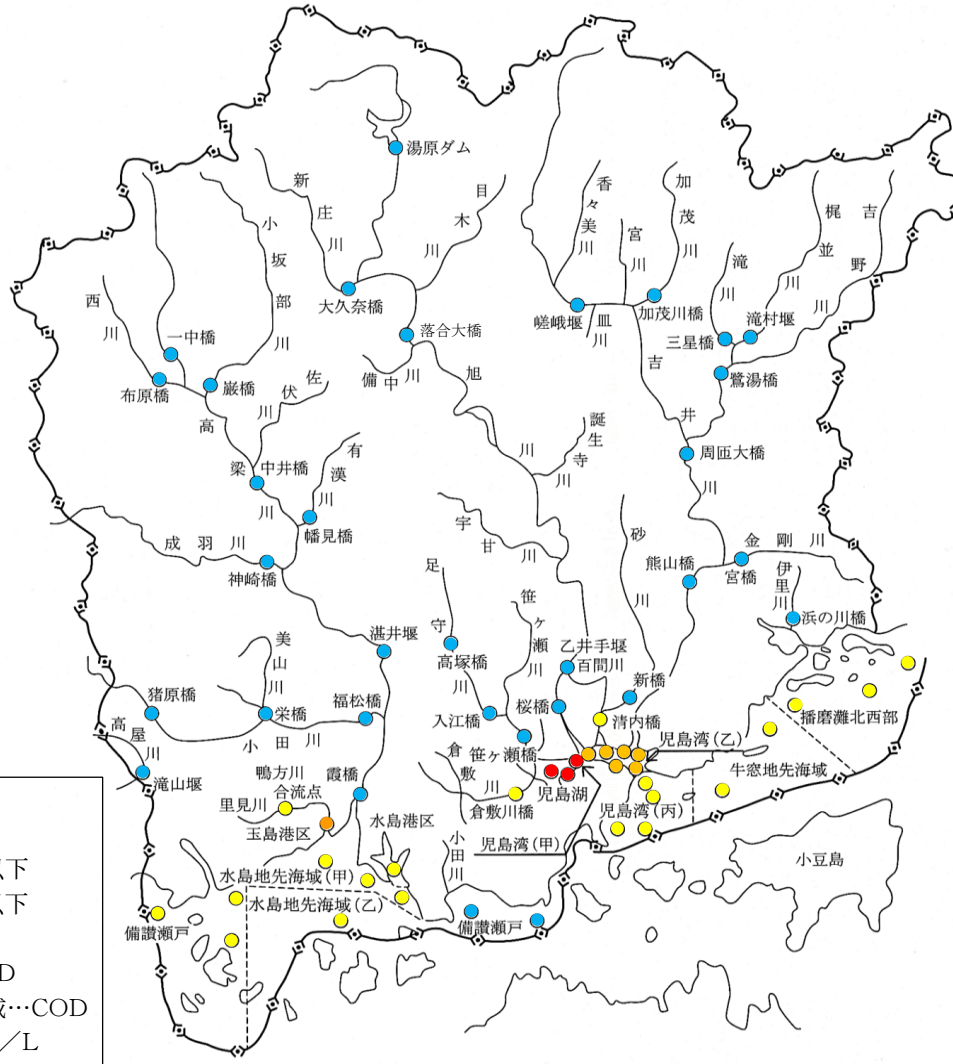 湯原ダム
新庄川
目木川
香々美川
宮川
加茂川
梶並川
吉野川
滝川
小坂部川
西川
大久奈橋
嵯峨堰
皿川
加茂川橋
滝村堰
三星橋
一中橋
落合大橋
布原橋
巌橋
備中川
旭川
鷺湯橋
佐伏川
高梁川
吉井川
誕生寺川
周匝大橋
中井橋
有漢川
幡見橋
宇甘川
砂川
成羽川
神崎橋
金剛川
熊山橋
宮橋
伊里川
足守川
笹ヶ瀬川
浜の川橋
美山川
湛井堰
高塚橋
乙井手堰
百間川
新橋
猪原橋
栄橋
福松橋
入江橋
桜橋
清内橋
播磨灘北西部
高屋川
小田川
笹ヶ瀬橋
児島湾(乙)
牛窓地先海域
滝山堰
鴨方川
合流点
霞橋
倉敷川
児島湖
里見川
倉敷川橋
児島湾(丙)
玉島港区
水島港区
小田川
児島湾(甲)
小豆島
水島地先海域(甲)
水島地先海域(乙)
備讃瀬戸
備讃瀬戸
下
下
D
…COD
/L